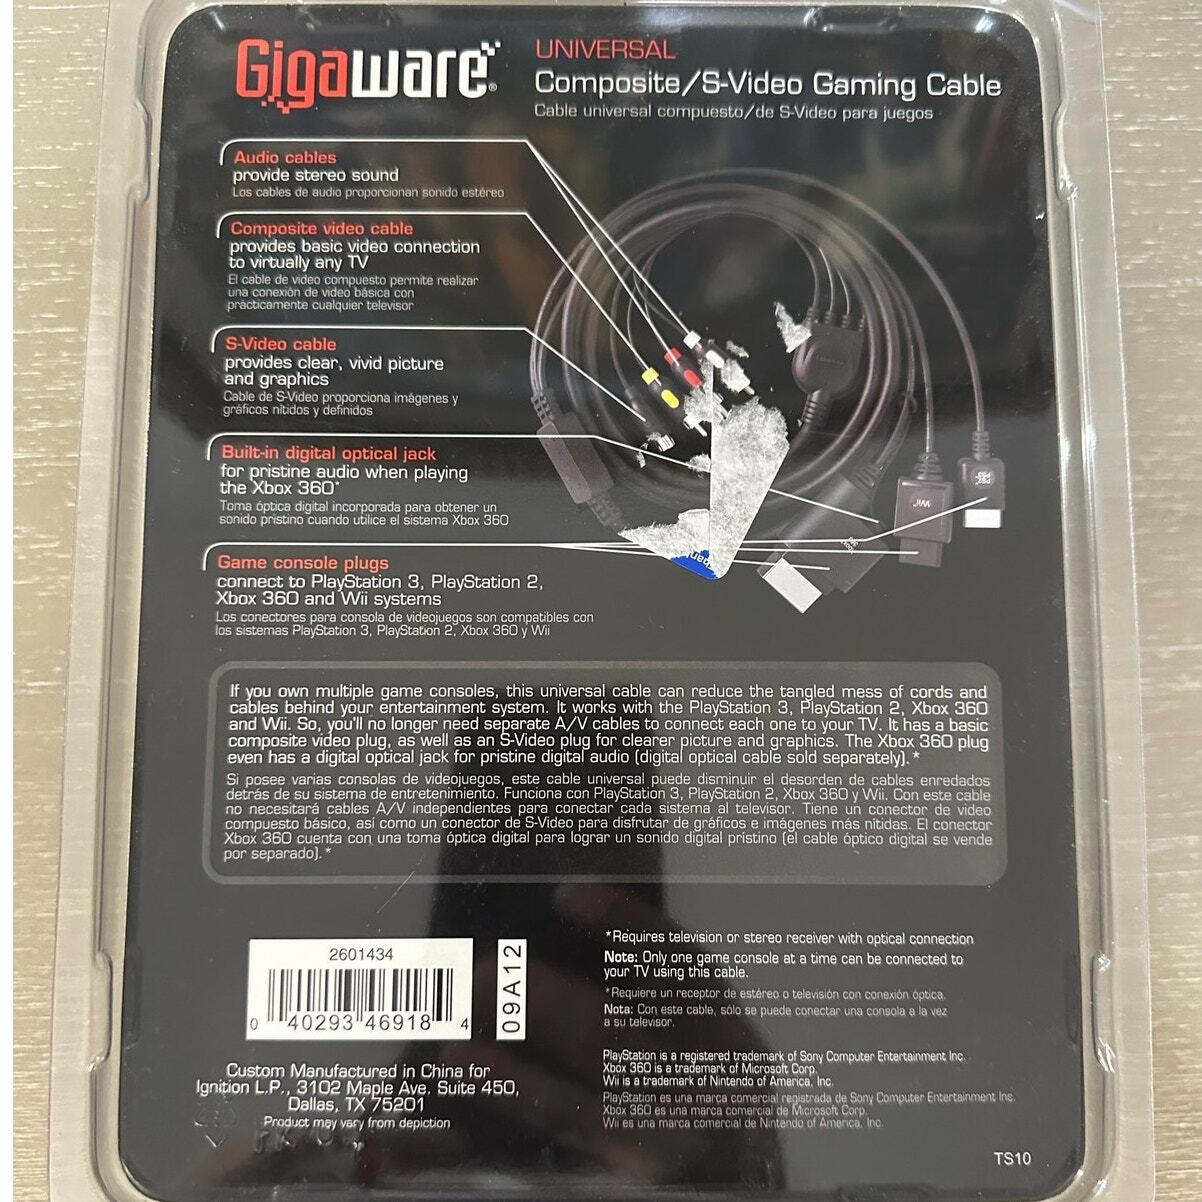 Gigaware®
UNIVERSAL
Composite/S-Video Gaming Cable
Cable universal compuesto/de S-Video para juegos
Audio cables
provide stereo sound
Los cables de audio proporcionan sonido estéreo
Composite video cable
provides basic video connection
to virtually any TV
El cable de video compuesto permite realizar
una conexión de video básica con
prácticamente cualquier televisor
S-Video cable
provides clear, vivid picture
and graphics
Cable de S-Video proporciona imágenes y
gráficos nítidos y definidos
Built-in digital optical jack
for pristine audio when playing
the Xbox 360*
Toma óptica digital incorporada para obtener un
sonido pristino cuando utilice el sistema Xbox 360
Game console plugs
connect to PlayStation 3, PlayStation 2,
Xbox 360 and Wii systems
Los conectores para consola de videojuegos son compatibles con
los sistemas PlayStation 3, PlayStation 2, Xbox 360 y Wii
Wii
If you own multiple game consoles, this universal cable can reduce the tangled mess of cords and
cables behind your entertainment system. It works with the PlayStation 3, PlayStation 2, Xbox 360
and Wii. So, you'll no longer need separate A/V cables to connect each one to your TV. It has a basic
composite video plug, as well as an S-Video plug for clearer picture and graphics. The Xbox 360 plug
even has a digital optical jack for pristine digital audio (digital optical cable sold separately).*
Si posee varias consolas de videojuegos, este cable universal puede disminuir el desorden de cables enredados
detrás de su sistema de entretenimiento. Funciona con PlayStation 3, PlayStation 2, Xbox 360 y Wii. Con este cable
no necesitará cables A/V independientes para conectar cada sistema al televisor. Tiene un conector de video
compuesto básico, así como un conector de S-Video para disfrutar de gráficos e imágenes más nítidas. El conector
Xbox 360 cuenta con una toma óptica digital para lograr un sonido digital prístino (el cable óptico digital se vende
por separado).*
2601434
0 40293 46918 4
09A12
Custom Manufactured in China for
Ignition L.P., 3102 Maple Ave. Suite 450,
Dallas, TX 75201
Product may vary from depiction
*Requires television or stereo receiver with optical connection
Note: Only one game console at a time can be connected to
your TV using this cable.
*Requiere un receptor de estéreo o televisión con conexión óptica.
Nota: Con este cable, sólo se puede conectar una consola a la vez
a su televisor.
PlayStation is a registered trademark of Sony Computer Entertainment Inc.
Xbox 360 is a trademark of Microsoft Corp.
Wii is a trademark of Nintendo of America, Inc.
PlayStation es una marca comercial registrada de Sony Computer Entertainment Inc.
Xbox 360 es una marca comercial de Microsoft Corp.
Wii es una marca comercial de Nintendo of America, Inc.
TS10